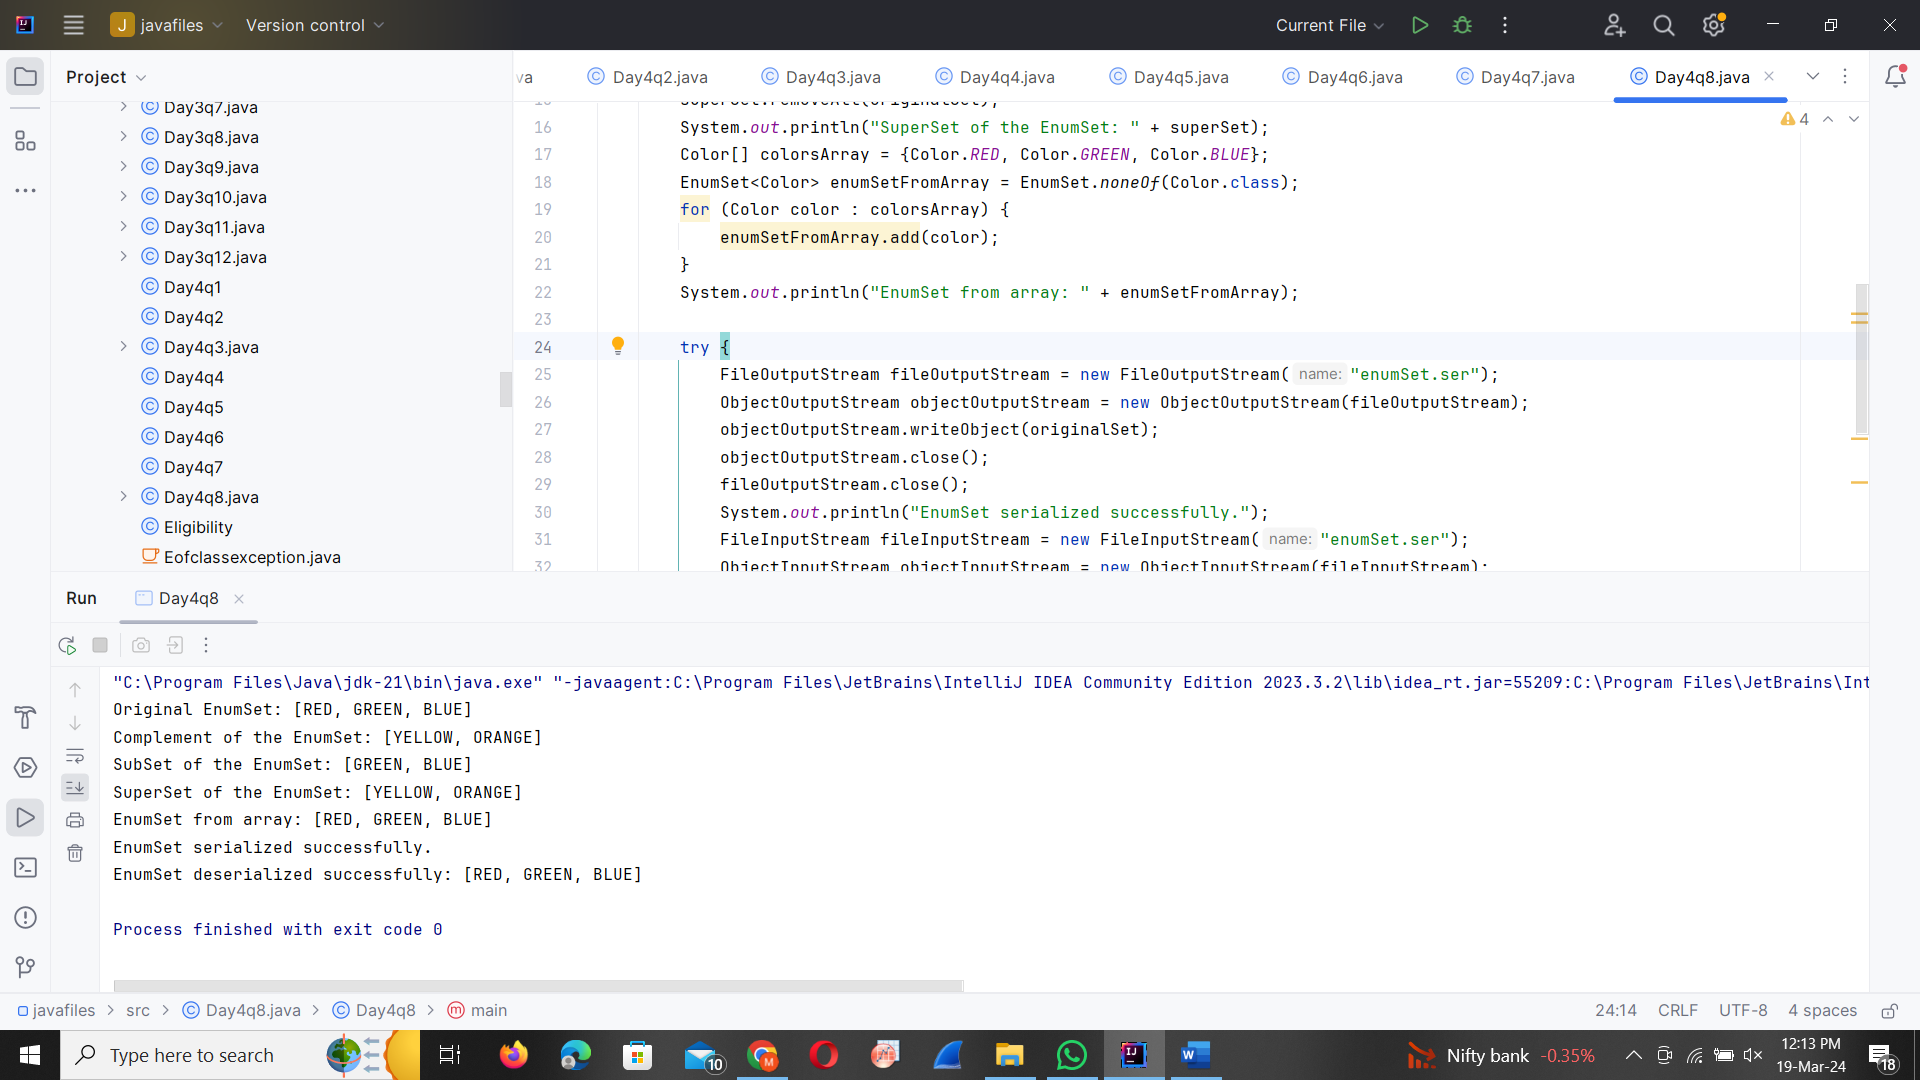 J javafiles Version control Current File
Project
va Day4q2.java Day4q3.java Day4q4.java Day4q5.java Day4q6.java Day4q7.java Day4q8.java
Day3q7.java
Day3q8.java
Day3q9.java
Day3q10.java
Day3q11.java
Day3q12.java
Day4q1
Day4q2
Day4q3.java
Day4q4
Day4q5
Day4q6
Day4q7
Day4q8.java
Eligibility
Eofclassexception.java
4
superSet.removeAll(originalSet);
16 System.out.println("SuperSet of the EnumSet: " + superSet);
17 Color[] colorsArray = {Color.RED, Color.GREEN, Color.BLUE};
18 EnumSet<Color> enumSetFromArray = EnumSet.noneOf(Color.class);
19 for (Color color : colorsArray) {
20 enumSetFromArray.add(color);
21 }
22 System.out.println("EnumSet from array: " + enumSetFromArray);
23
24 try {
25 FileOutputStream fileOutputStream = new FileOutputStream( name: "enumSet.ser");
26 ObjectOutputStream objectOutputStream = new ObjectOutputStream(fileOutputStream);
27 objectOutputStream.writeObject(originalSet);
28 objectOutputStream.close();
29 fileOutputStream.close();
30 System.out.println("EnumSet serialized successfully.");
31 FileInputStream fileInputStream = new FileInputStream( name: "enumSet.ser");
32 ObjectInputStream objectInputStream = new ObjectInputStream(fileInputStream);
Run Day4q8
"C:\Program Files\Java\jdk-21\bin\java.exe" "-javaagent:C:\Program Files\JetBrains\IntelliJ IDEA Community Edition 2023.3.2\lib\idea_rt.jar=55209:C:\Program Files\JetBrains\Int
Original EnumSet: [RED, GREEN, BLUE]
Complement of the EnumSet: [YELLOW, ORANGE]
SubSet of the EnumSet: [GREEN, BLUE]
SuperSet of the EnumSet: [YELLOW, ORANGE]
EnumSet from array: [RED, GREEN, BLUE]
EnumSet serialized successfully.
EnumSet deserialized successfully: [RED, GREEN, BLUE]
Process finished with exit code 0
javafiles > src > Day4q8.java > Day4q8 > main 24:14 CRLF UTF-8 4 spaces
Type here to search 10 Nifty bank -0.35% 12:13 PM
19-Mar-24 18